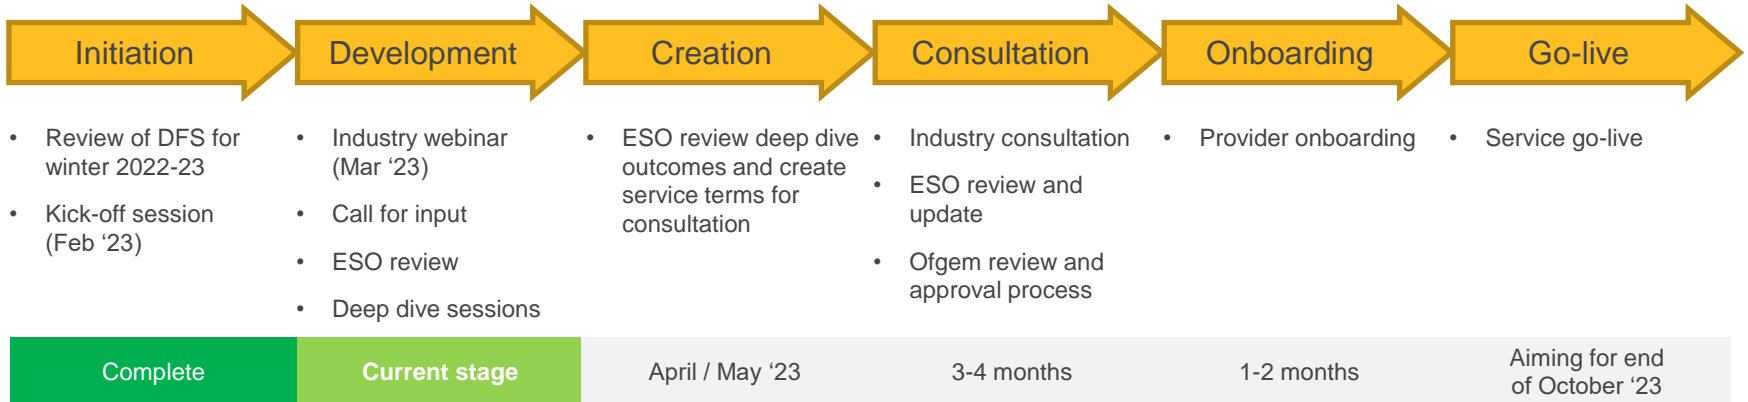 Initiation
Development
Creation
Consultation
Onboarding
Go-live
• Review of DFS for
winter 2022-23
• Kick-off session
(Feb ‘23)
• Industry webinar
(Mar ‘23)
• Call for input
• ESO review
• Deep dive sessions
• ESO review deep dive
outcomes and create
service terms for
consultation
• Industry consultation
• ESO review and
update
• Ofgem review and
approval process
• Provider onboarding
• Service go-live
Complete
Current stage
April / May ‘23
3-4 months
1-2 months
Aiming for end
of October ‘23